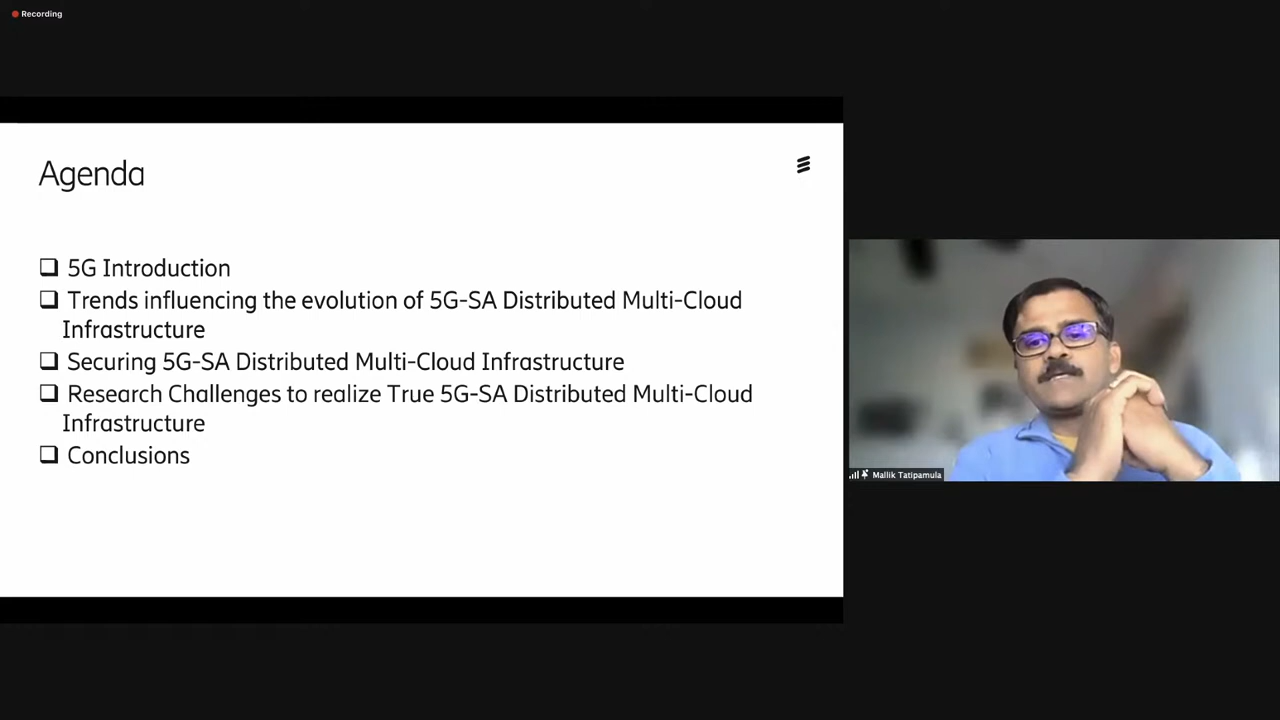 Recording
Agenda
5G Introduction
Trends influencing the evolution of 5G-SA Distributed Multi-Cloud
Infrastructure
Securing 5G-SA Distributed Multi-Cloud Infrastructure
Research Challenges to realize True 5G-SA Distributed Multi-Cloud
Infrastructure
Conclusions
Mallik Tatipamula